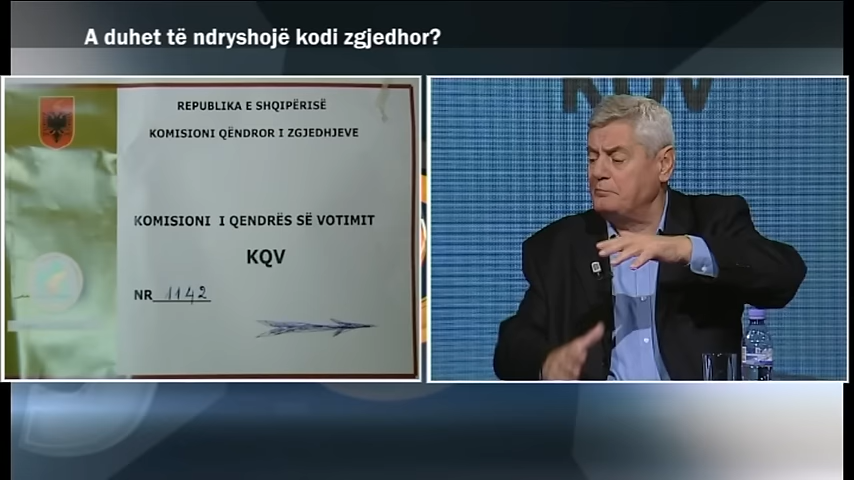 A duhet të ndryshojë kodi zgjedhor?
REPUBLIKA E SHQIPËRISË
KOMISIONI QËNDROR I ZGJEDHJEVE
KOMISIONI I QENDRËS SË VOTIMIT
KQV
NR 1142
KQV